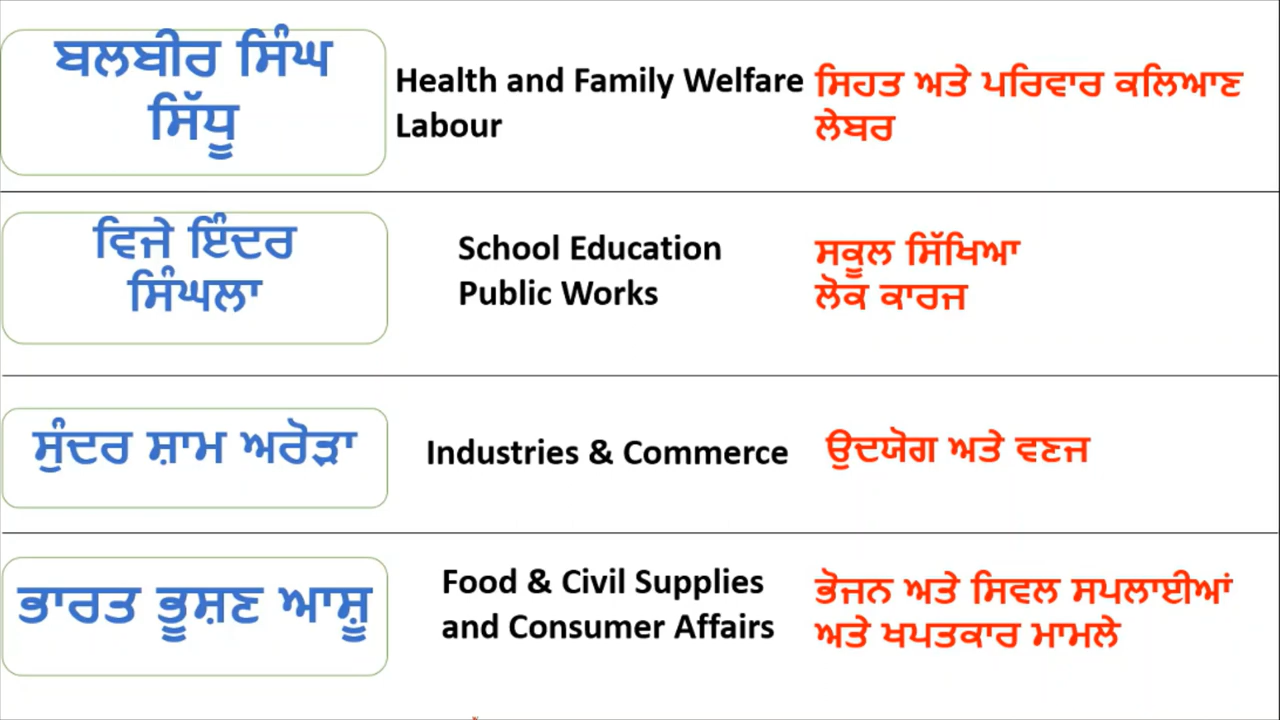 ਬਲਬੀਰ ਸਿੰਘ
ਸਿੱਧੂ
Health and Family Welfare
Labour
ਸਿਹਤ ਅਤੇ ਪਰਿਵਾਰ ਕਲਿਆਣ
ਲੇਬਰ
ਵਿਜੇ ਇੰਦਰ
ਸਿੰਘਲਾ
School Education
Public Works
ਸਕੂਲ ਸਿੱਖਿਆ
ਲੋਕ ਕਾਰਜ
ਸੁੰਦਰ ਸ਼ਾਮ ਅਰੋੜਾ
Industries & Commerce
ਉਦਯੋਗ ਅਤੇ ਵਣਜ
ਭਾਰਤ ਭੂਸ਼ਣ ਆਸ਼ੂ
Food & Civil Supplies
and Consumer Affairs
ਭੋਜਨ ਅਤੇ ਸਿਵਲ ਸਪਲਾਈਆਂ
ਅਤੇ ਖਪਤਕਾਰ ਮਾਮਲੇ